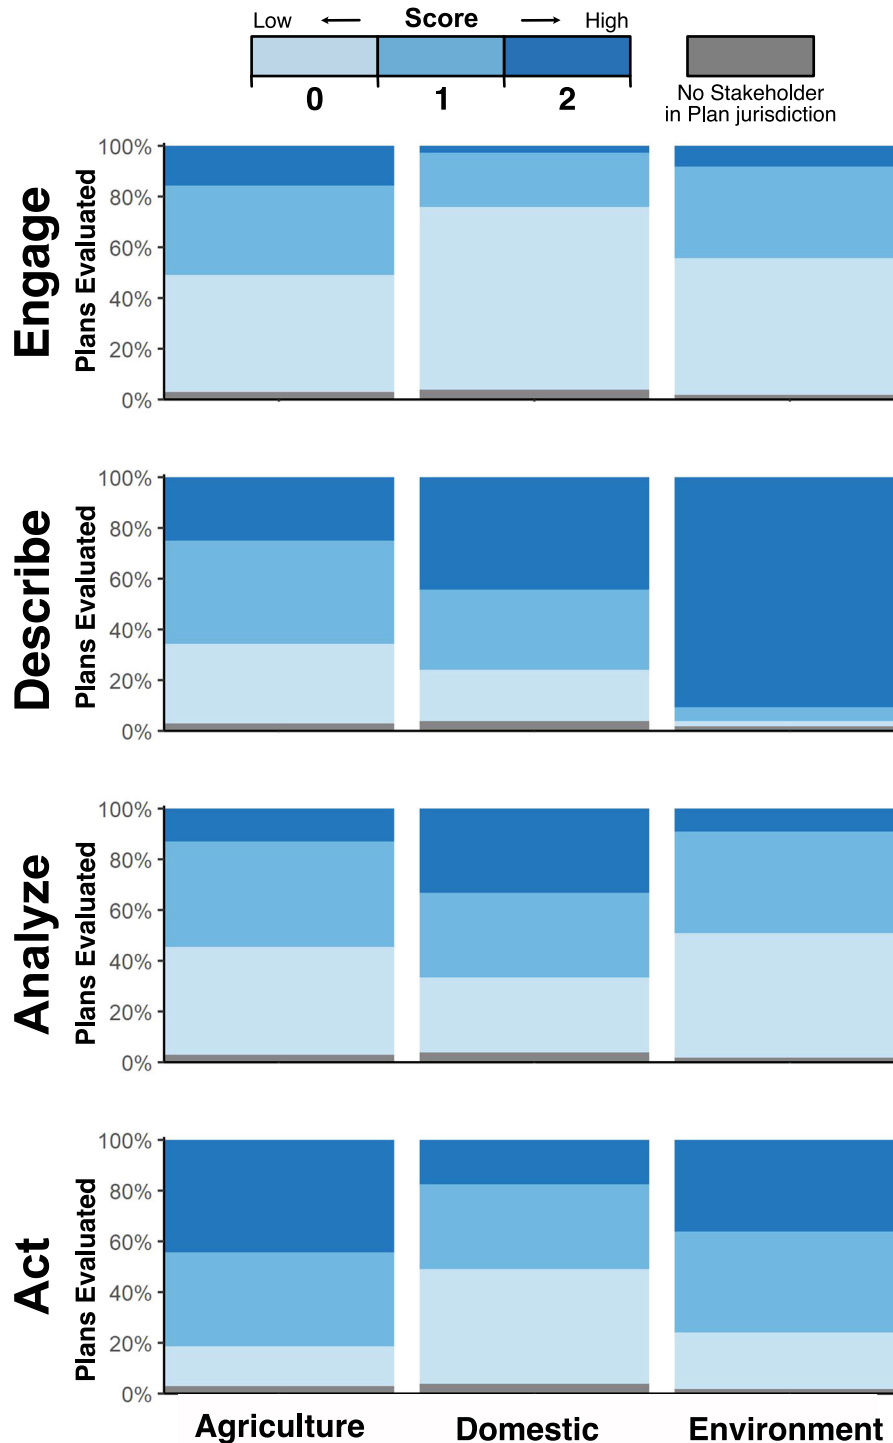 Low Score High
0 1 2
No Stakeholder
in Plan jurisdiction
Engage
Plans Evaluated
100%
80%
60%
40%
20%
0%
Describe
Plans Evaluated
100%
80%
60%
40%
20%
0%
Analyze
Plans Evaluated
100%
80%
60%
40%
20%
0%
Act
Plans Evaluated
100%
80%
60%
40%
20%
0%
Agriculture Domestic Environment